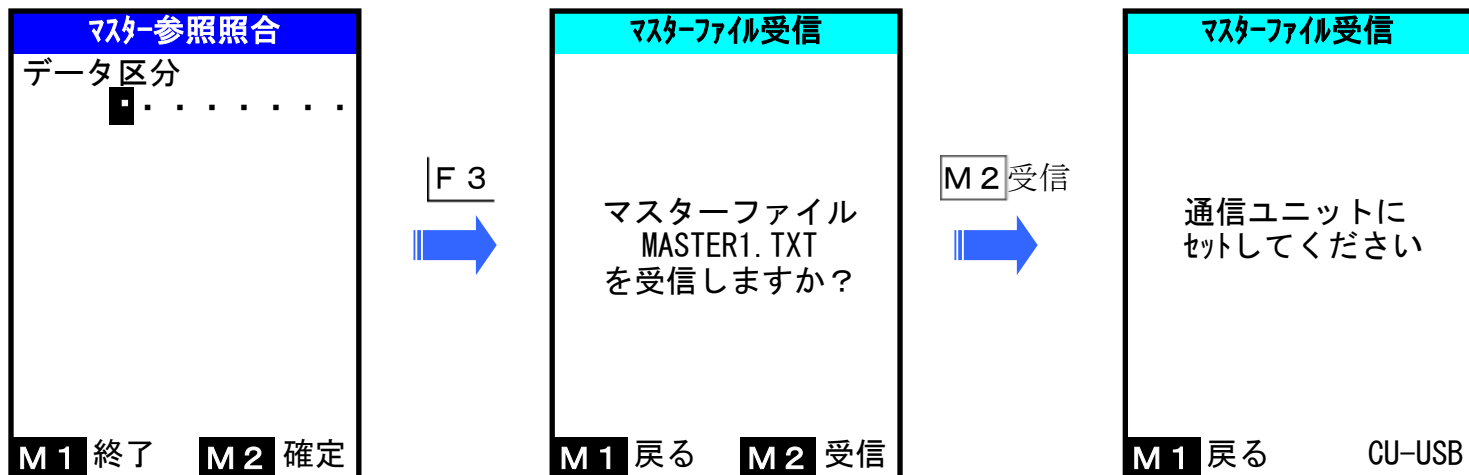 ﾏｽﾀｰ参照照合
データ区分
・・・・・・・・
M1 終了 M2 確定
F3
ﾏｽﾀｰﾌｧｲﾙ受信
マスターファイル
MASTER1.TXT
を受信しますか？
M1 戻る M2 受信
M2受信
ﾏｽﾀｰﾌｧｲﾙ受信
通信ユニットに
ｾｯﾄしてください
M1 戻る CU-USB